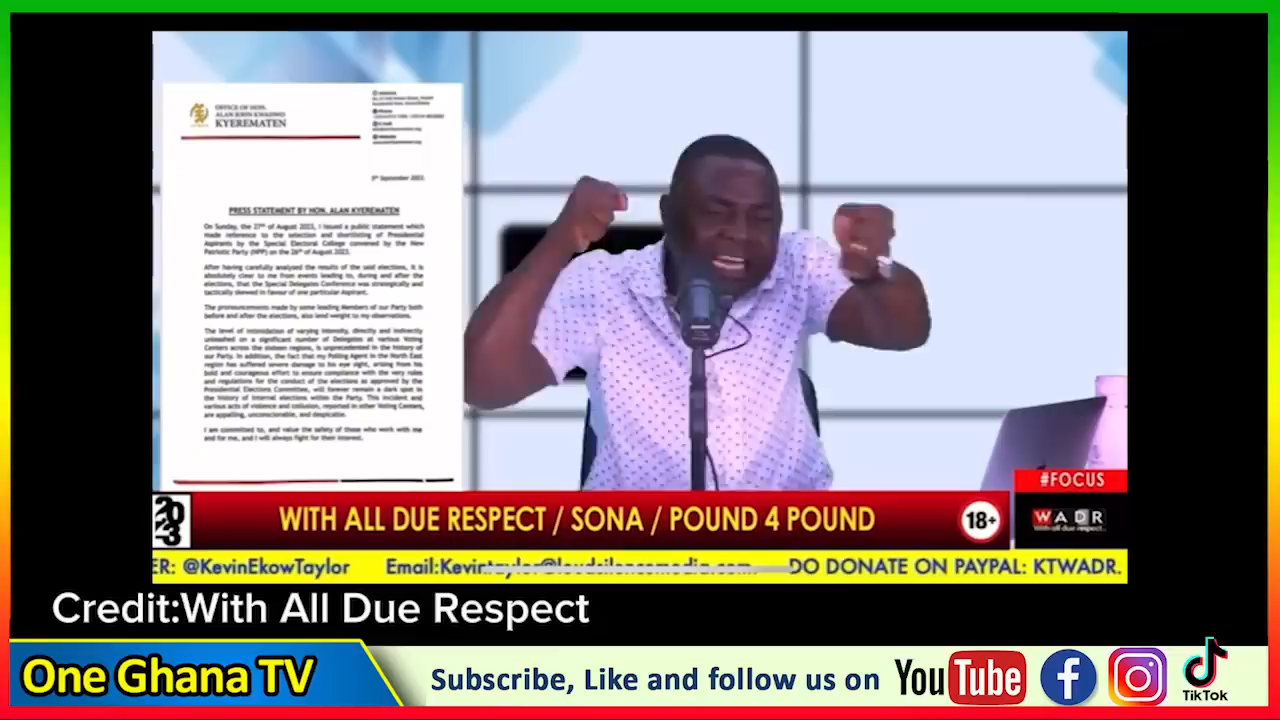 OFFICE OF HON.
ALAN JOHN KWADWO
KYEREMATEN
September 2023
PRESS STATEMENT BY HON. ALAN KYEREMATEN
On Sunday, the 27th of August 2023, I issued a public statement which
made reference to the selection and shortlisting of Presidential
Aspirants by the Special Electoral College convened by the New
Patriotic Party (NPP) on the 26th of August 2023.
After having carefully analysed the results of the said elections, it is
absolutely clear to me from events leading to, during and after the
elections, that the Special Delegates Conference was strategically and
tactically skewed in favour of one particular Aspirant.
The pronouncements made by some leading Members of our Party both
before and after the elections, also lend weight to my observations.
The level of intimidation of varying intensity, directly and indirectly
unleashed on a significant number of Delegates at various Voting
Centers across the sixteen regions, is unprecedented in the history of
our Party. In addition, the fact that my Polling Agent in the North East
region has suffered severe damage to his eye sight, arising from his
bold and courageous effort to ensure compliance with the very rules
and regulations for the conduct of the elections as approved by the
Presidential Elections Committee, will forever remain a dark spot in
the history of internal elections within the Party. This incident and
various acts of violence and collusion, reported in other Voting Centers,
are appalling, unconscionable, and despicable.
I am committed to, and value the safety of those who work with me
and for me, and I will always fight for their interest.
#FOCUS
2023
WITH ALL DUE RESPECT / SONA / POUND 4 POUND
18+
WADR
With all due respect..
ER: @KevinEkowTaylor Email:Kevintaylor@loudsilencemedia.com DO DONATE ON PAYPAL: KTWADR.
Credit:With All Due Respect
One Ghana TV
Subscribe, Like and follow us on YouTube
TikTok